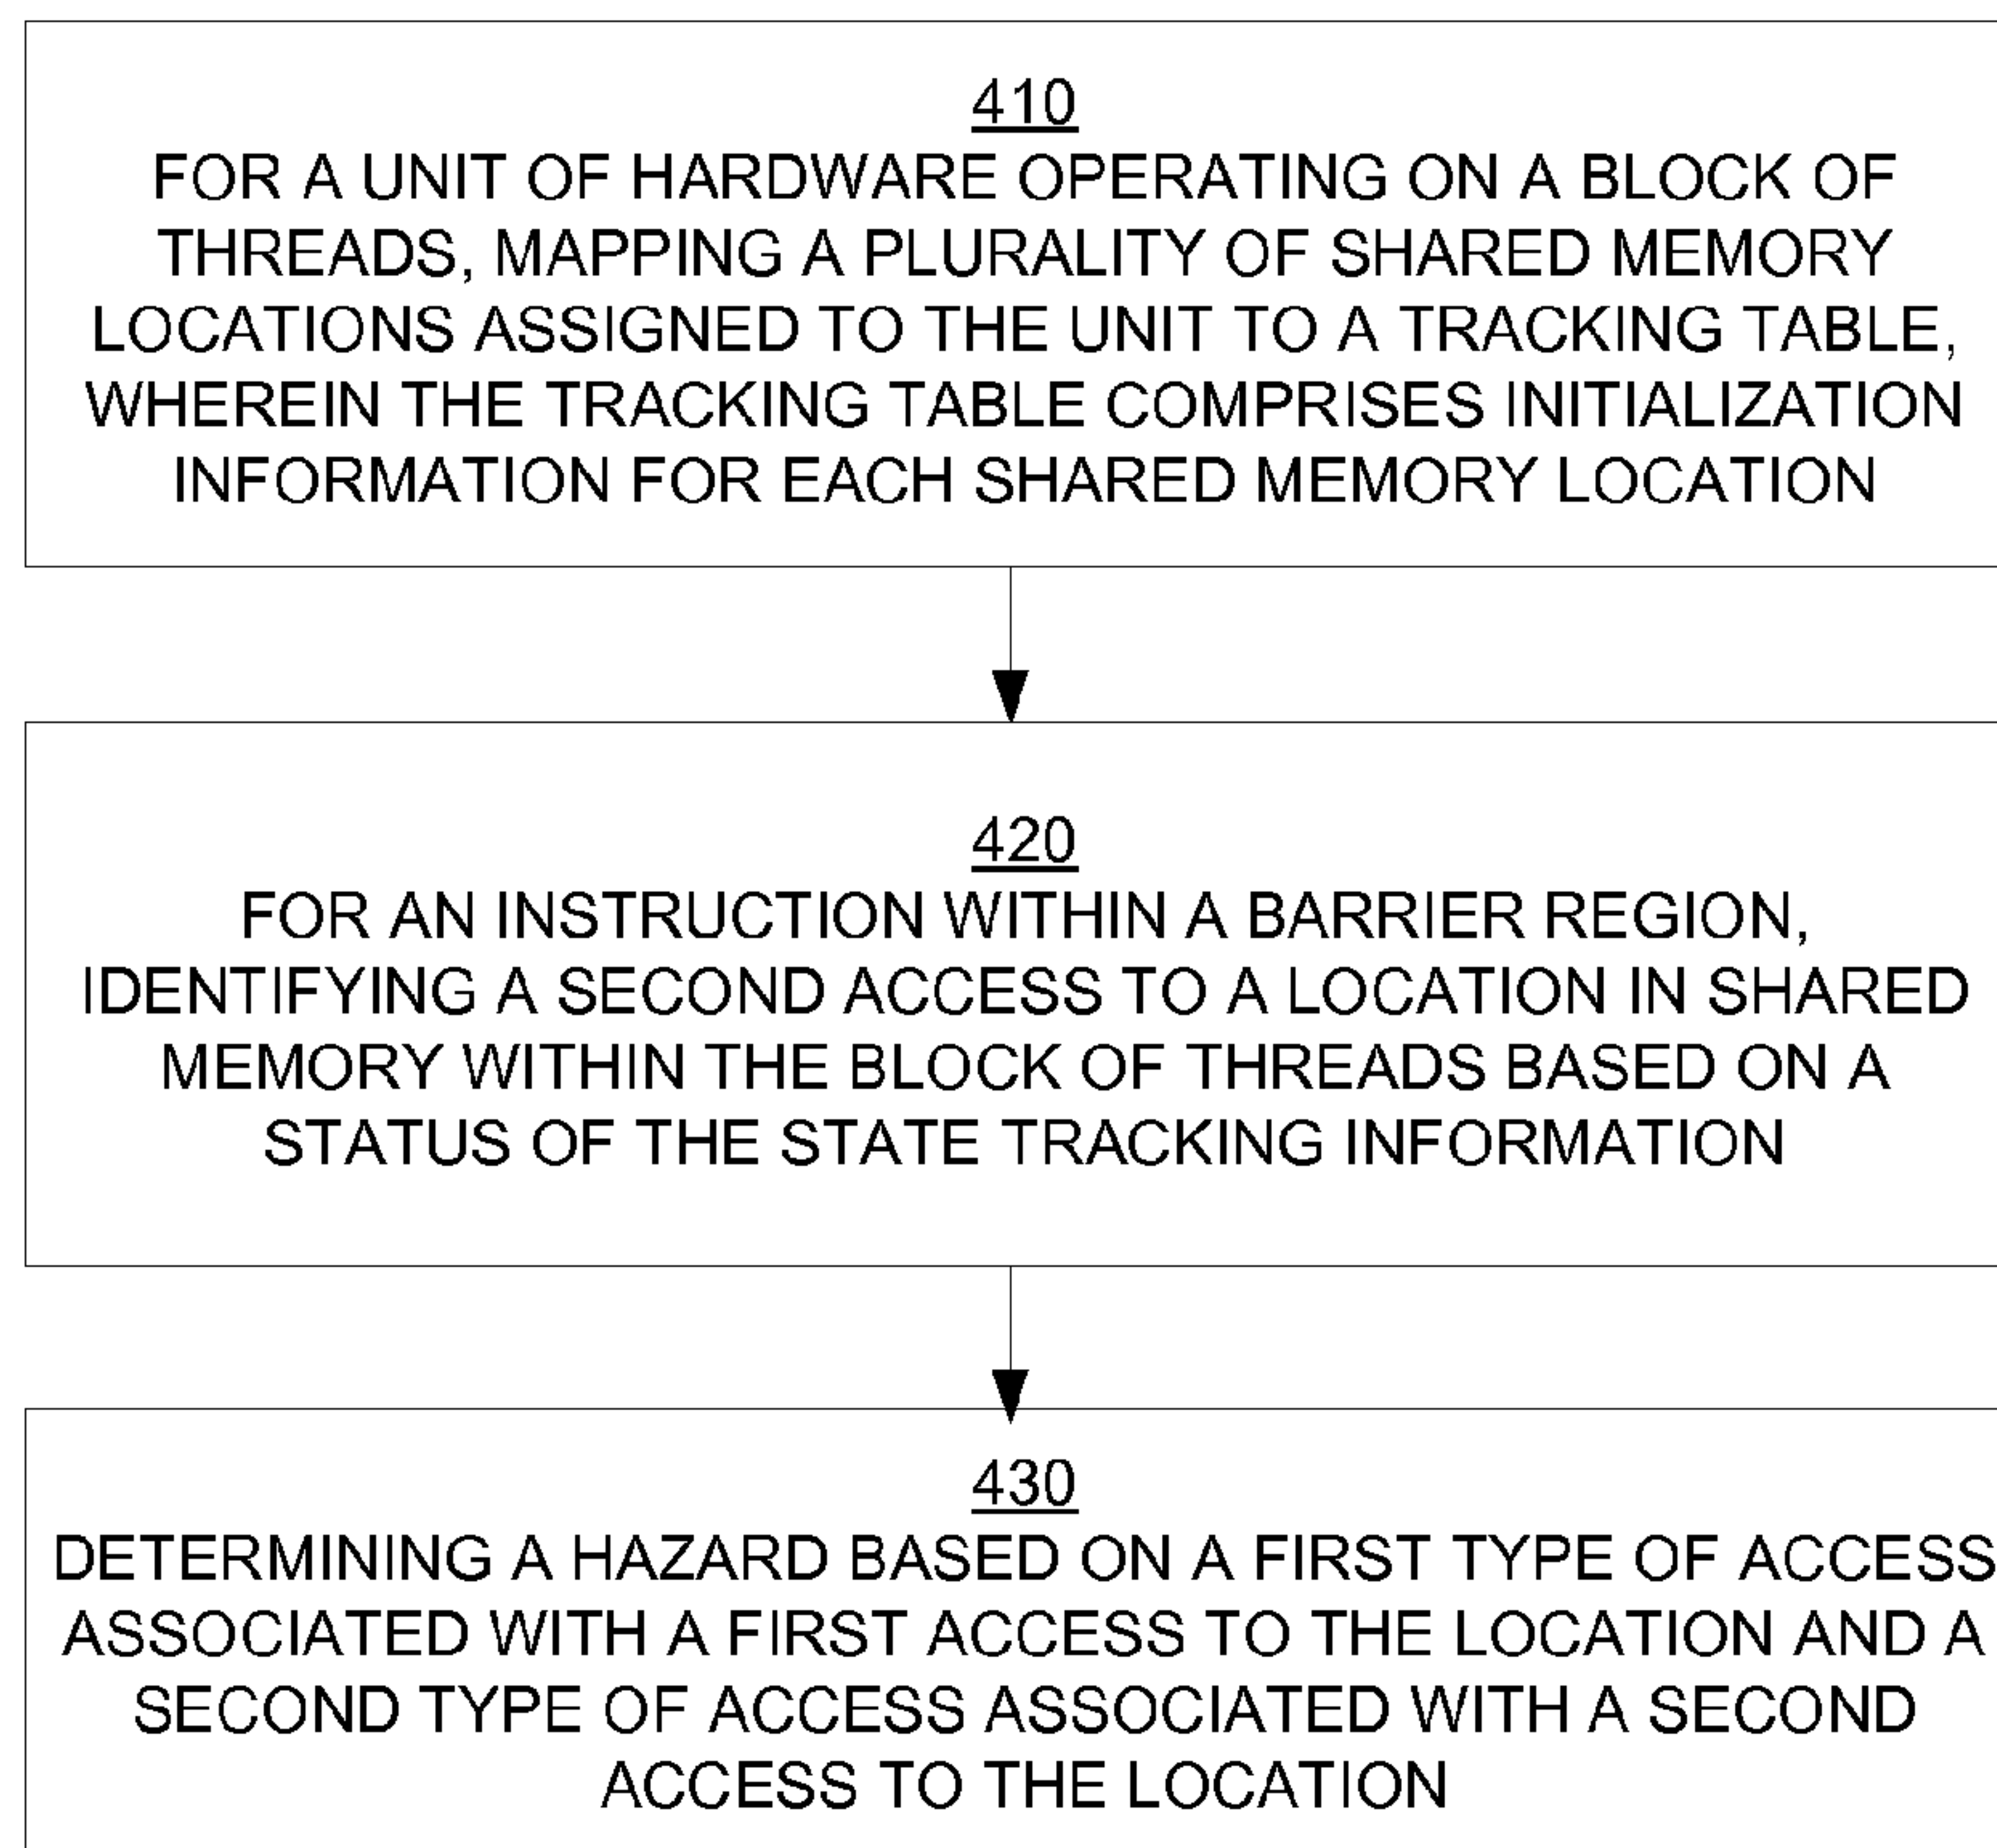 410
FOR A UNIT OF HARDWARE OPERATING ON A BLOCK OF
THREADS, MAPPING A PLURALITY OF SHARED MEMORY
LOCATIONS ASSIGNED TO THE UNIT TO A TRACKING TABLE,
WHEREIN THE TRACKING TABLE COMPRISES INITIALIZATION
INFORMATION FOR EACH SHARED MEMORY LOCATION
420
FOR AN INSTRUCTION WITHIN A BARRIER REGION,
IDENTIFYING A SECOND ACCESS TO A LOCATION IN SHARED
MEMORY WITHIN THE BLOCK OF THREADS BASED ON A
STATUS OF THE STATE TRACKING INFORMATION
430
DETERMINING A HAZARD BASED ON A FIRST TYPE OF ACCESS
ASSOCIATED WITH A FIRST ACCESS TO THE LOCATION AND A
SECOND TYPE OF ACCESS ASSOCIATED WITH A SECOND
ACCESS TO THE LOCATION